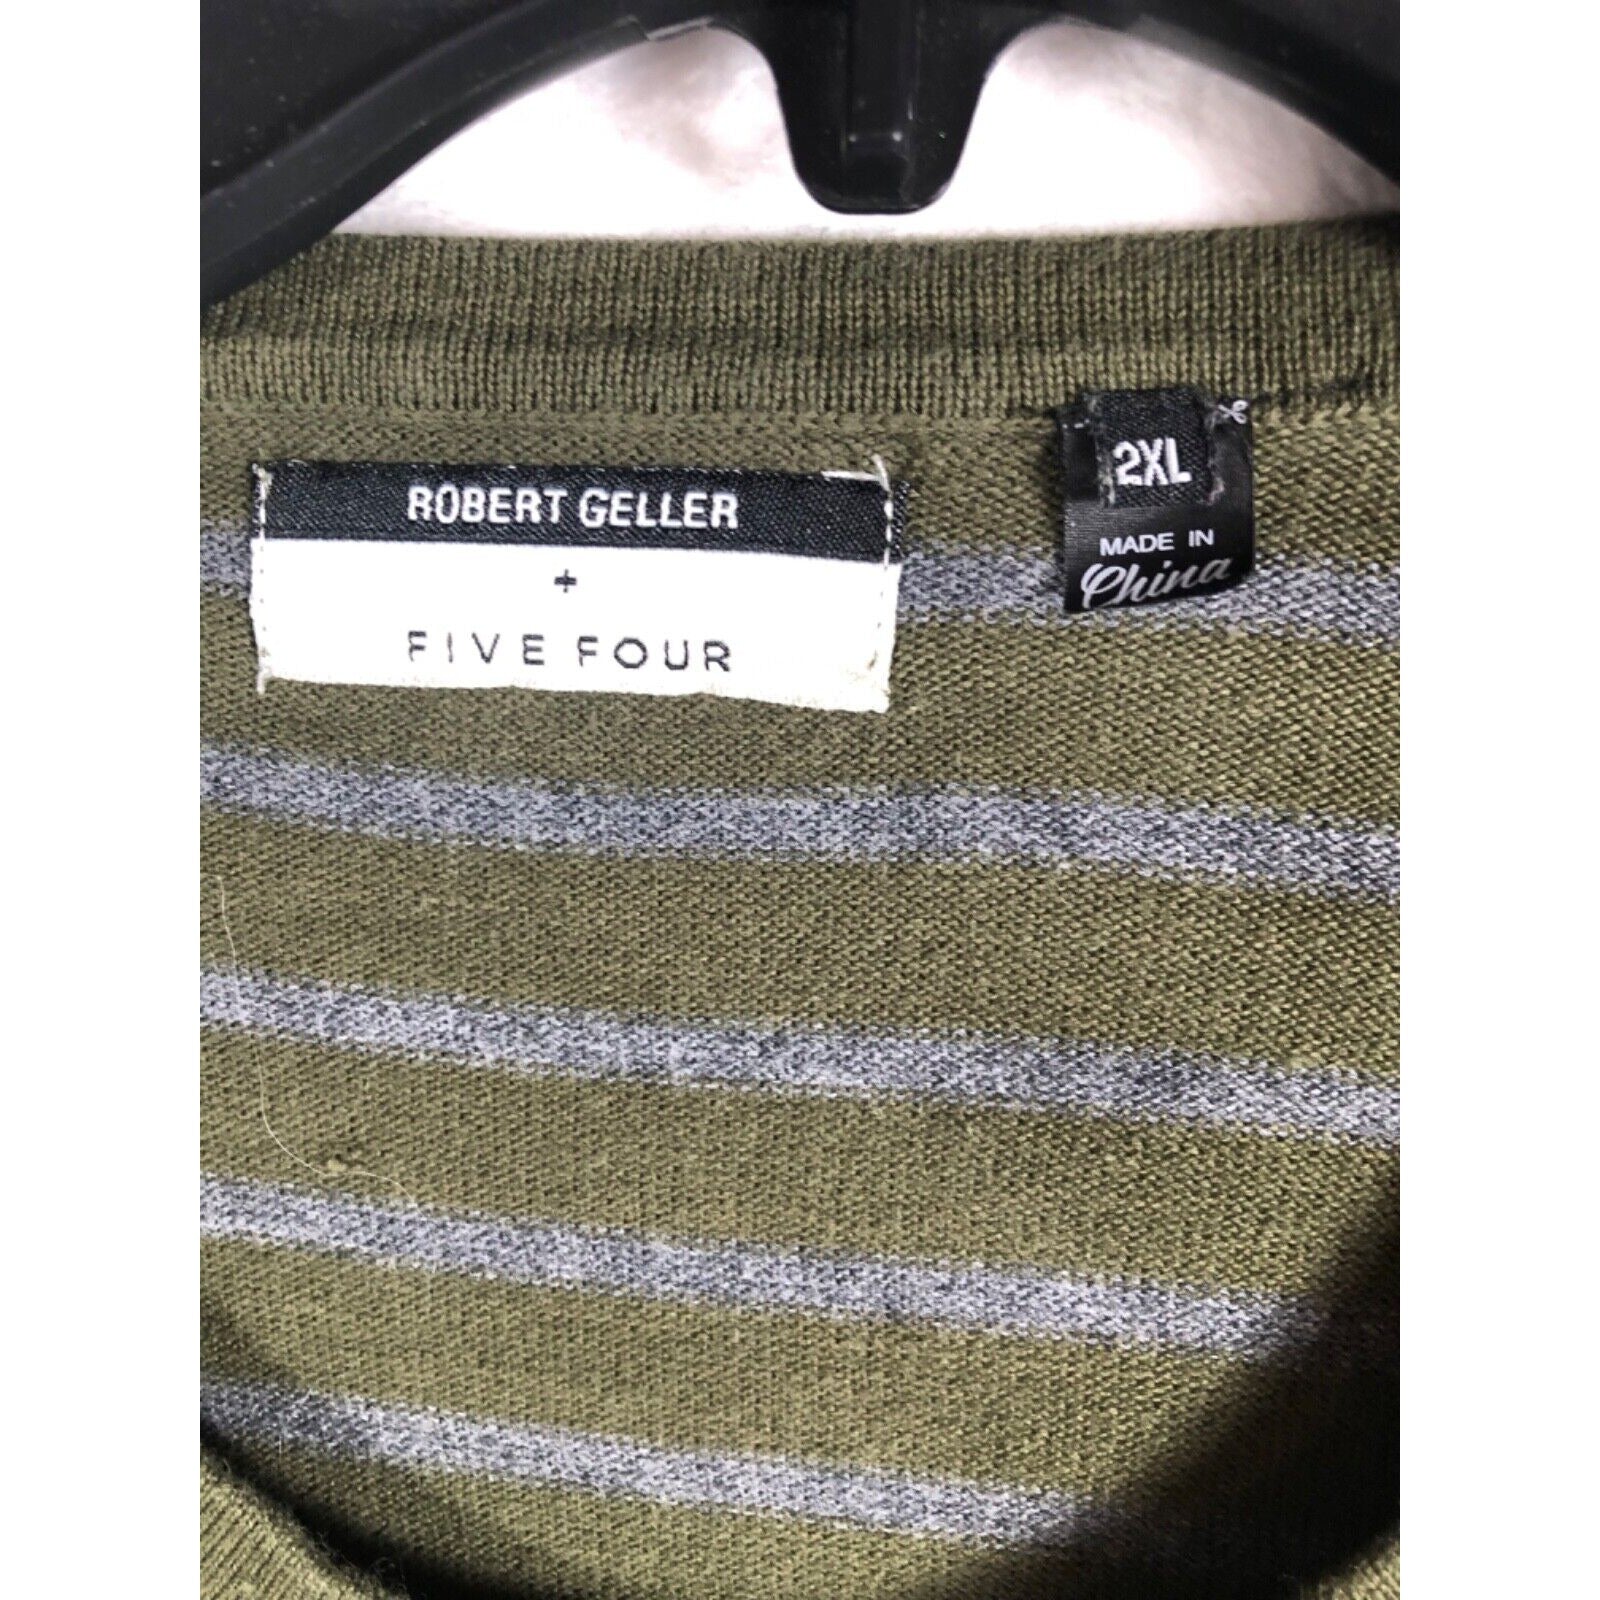 ROBERT GELLER
+
FIVE FOUR
2XL
MADE IN
China